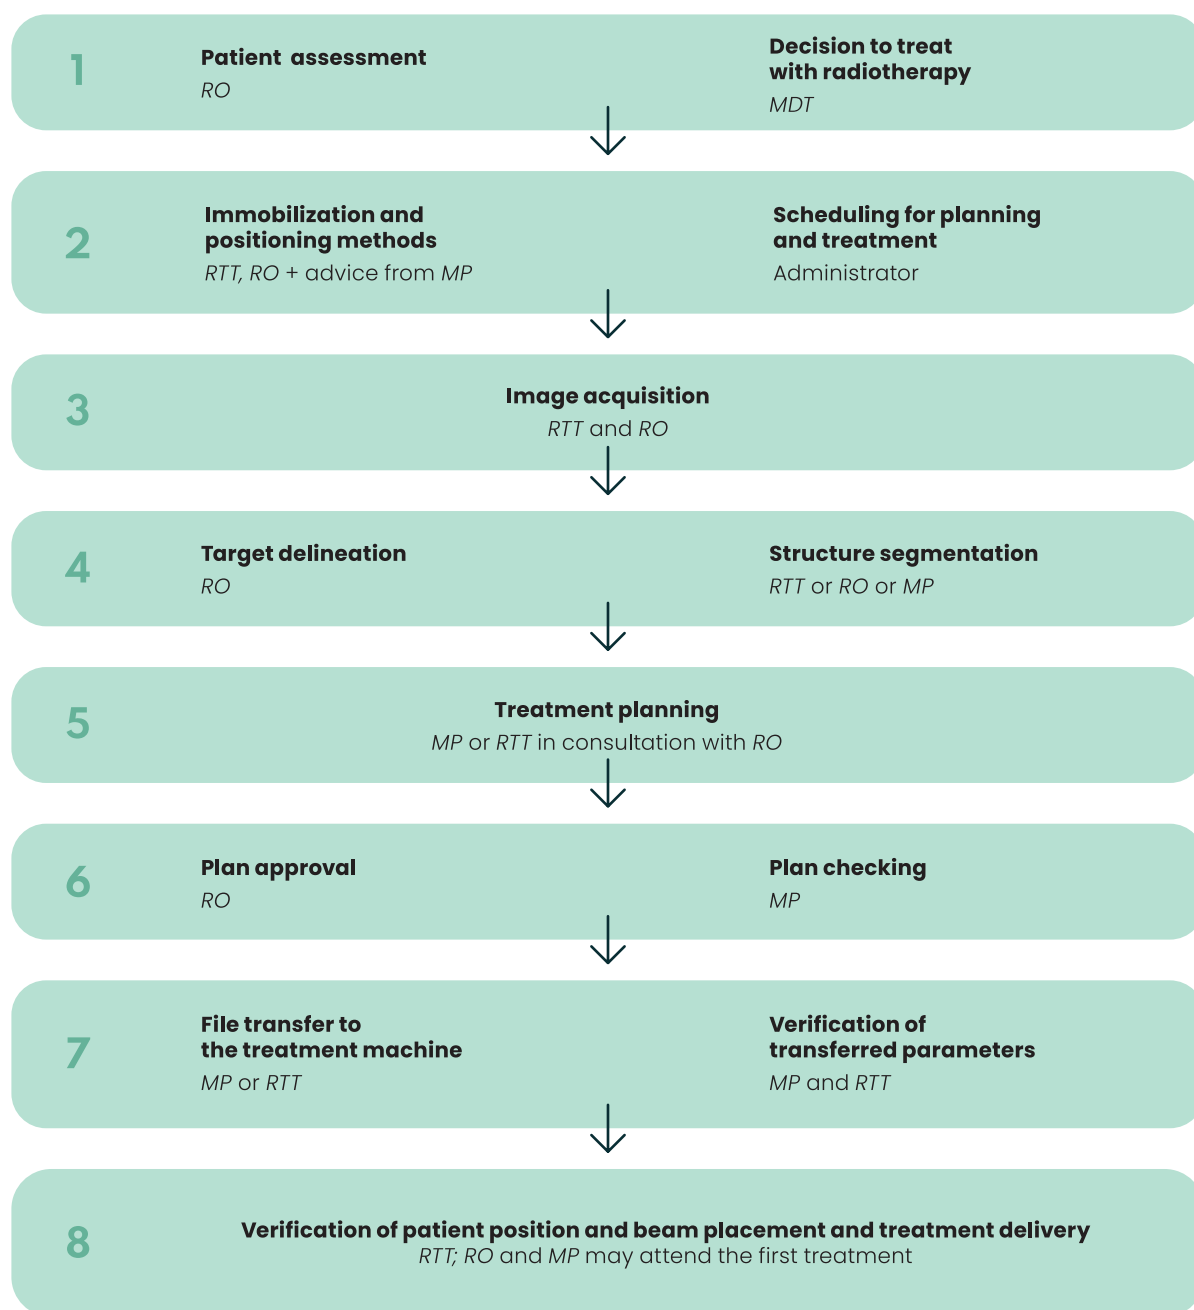 1
Patient assessment
RO
Decision to treat
with radiotherapy
MDT
2
Immobilization and
positioning methods
RTT, RO + advice from MP
Scheduling for planning
and treatment
Administrator
3
Image acquisition
RTT and RO
4
Target delineation
RO
Structure segmentation
RTT or RO or MP
5
Treatment planning
MP or RTT in consultation with RO
6
Plan approval
RO
Plan checking
MP
7
File transfer to
the treatment machine
MP or RTT
Verification of
transferred parameters
MP and RTT
8
Verification of patient position and beam placement and treatment delivery
RTT; RO and MP may attend the first treatment